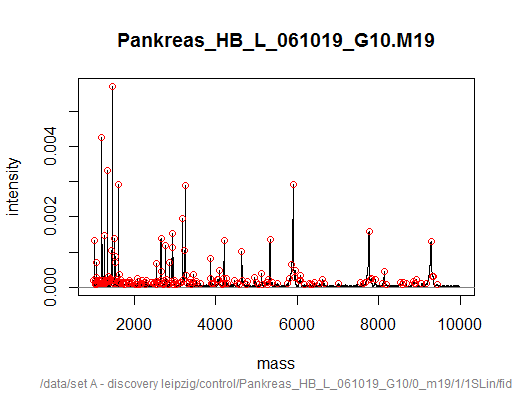 Pankreas_HB_L_061019_G10.M19
intensity
0.004
0.002
0.000
2000 4000 6000 8000 10000
mass
/data/set A - discovery leipzig/control/Pankreas_HB_L_061019_G10/0_m19/1/1SLin/fid